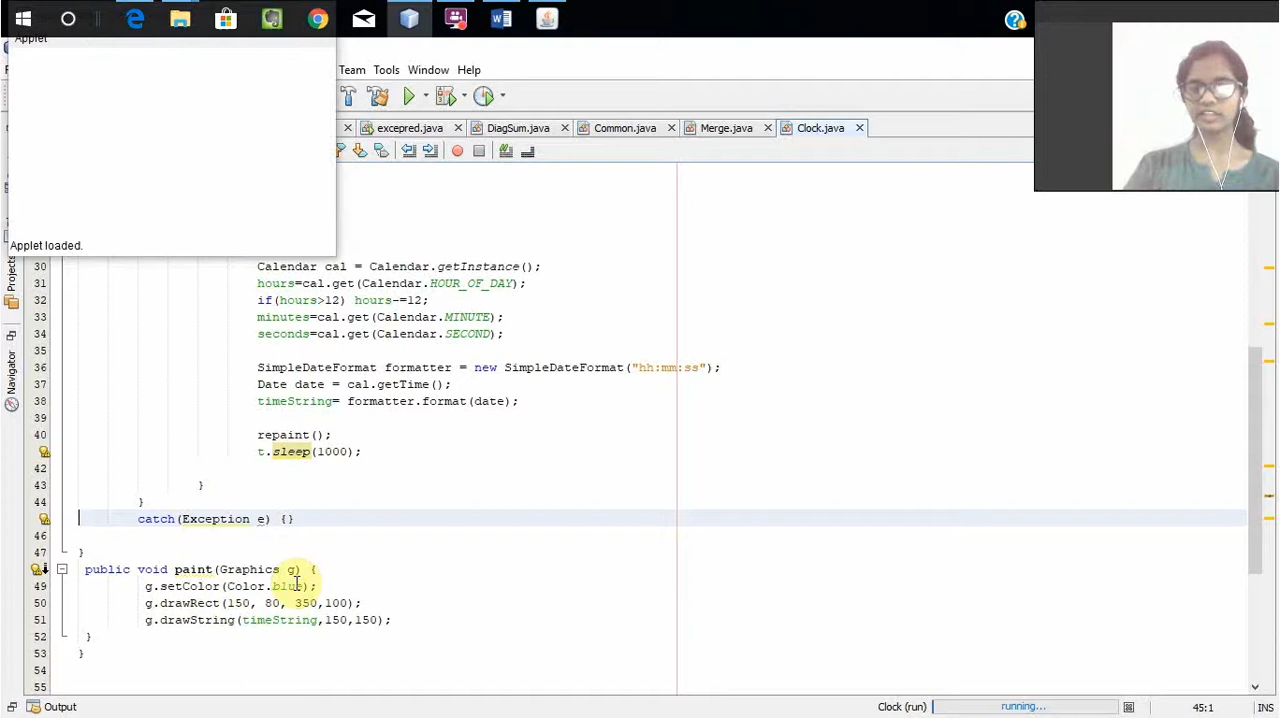 Applet
Team Tools Window Help
excepred.java DiagSum.java Common.java Merge.java Clock.java
Applet loaded.
Projects
Navigator
30 Calendar cal = Calendar.getInstance();
31 hours=cal.get(Calendar.HOUR_OF_DAY);
32 if(hours>12) hours-=12;
33 minutes=cal.get(Calendar.MINUTE);
34 seconds=cal.get(Calendar.SECOND);
35
36 SimpleDateFormat formatter = new SimpleDateFormat("hh:mm:ss");
37 Date date = cal.getTime();
38 timeString= formatter.format(date);
39
40 repaint();
t.sleep(1000);
42
43 }
44 }
catch(Exception e) {}
46
47 }
public void paint(Graphics g) {
49 g.setColor(Color.blue);
50 g.drawRect(150, 80, 350,100);
51 g.drawString(timeString,150,150);
52 }
53 }
54
55
Output Clock (run) running... 45:1 INS